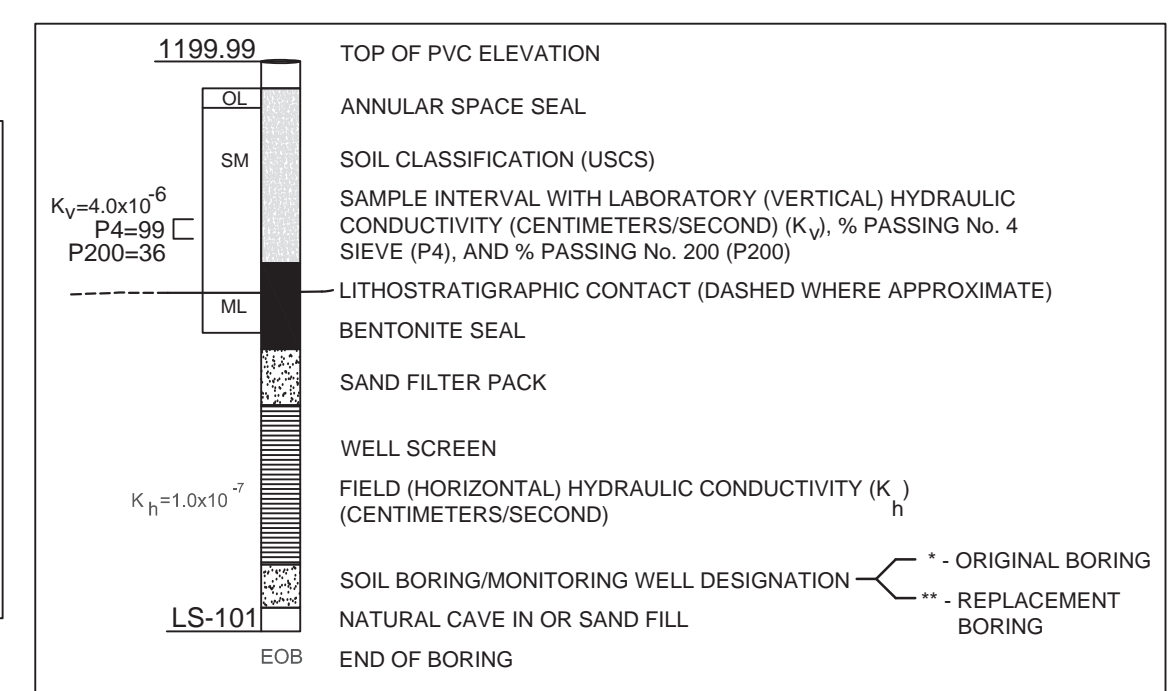 1199.99 TOP OF PVC ELEVATION
OL ANNULAR SPACE SEAL
SM SOIL CLASSIFICATION (USCS)
Kv=4.0x10-6
P4=99
P200=36
SAMPLE INTERVAL WITH LABORATORY (VERTICAL) HYDRAULIC
CONDUCTIVITY (CENTIMETERS/SECOND) (Kv), % PASSING No. 4
SIEVE (P4), AND % PASSING No. 200 (P200)
LITHOSTRATIGRAPHIC CONTACT (DASHED WHERE APPROXIMATE)
ML
BENTONITE SEAL
SAND FILTER PACK
WELL SCREEN
Kh=1.0x10-7
FIELD (HORIZONTAL) HYDRAULIC CONDUCTIVITY (Kh)
(CENTIMETERS/SECOND)
SOIL BORING/MONITORING WELL DESIGNATION
* - ORIGINAL BORING
** - REPLACEMENT
BORING
LS-101 NATURAL CAVE IN OR SAND FILL
EOB END OF BORING